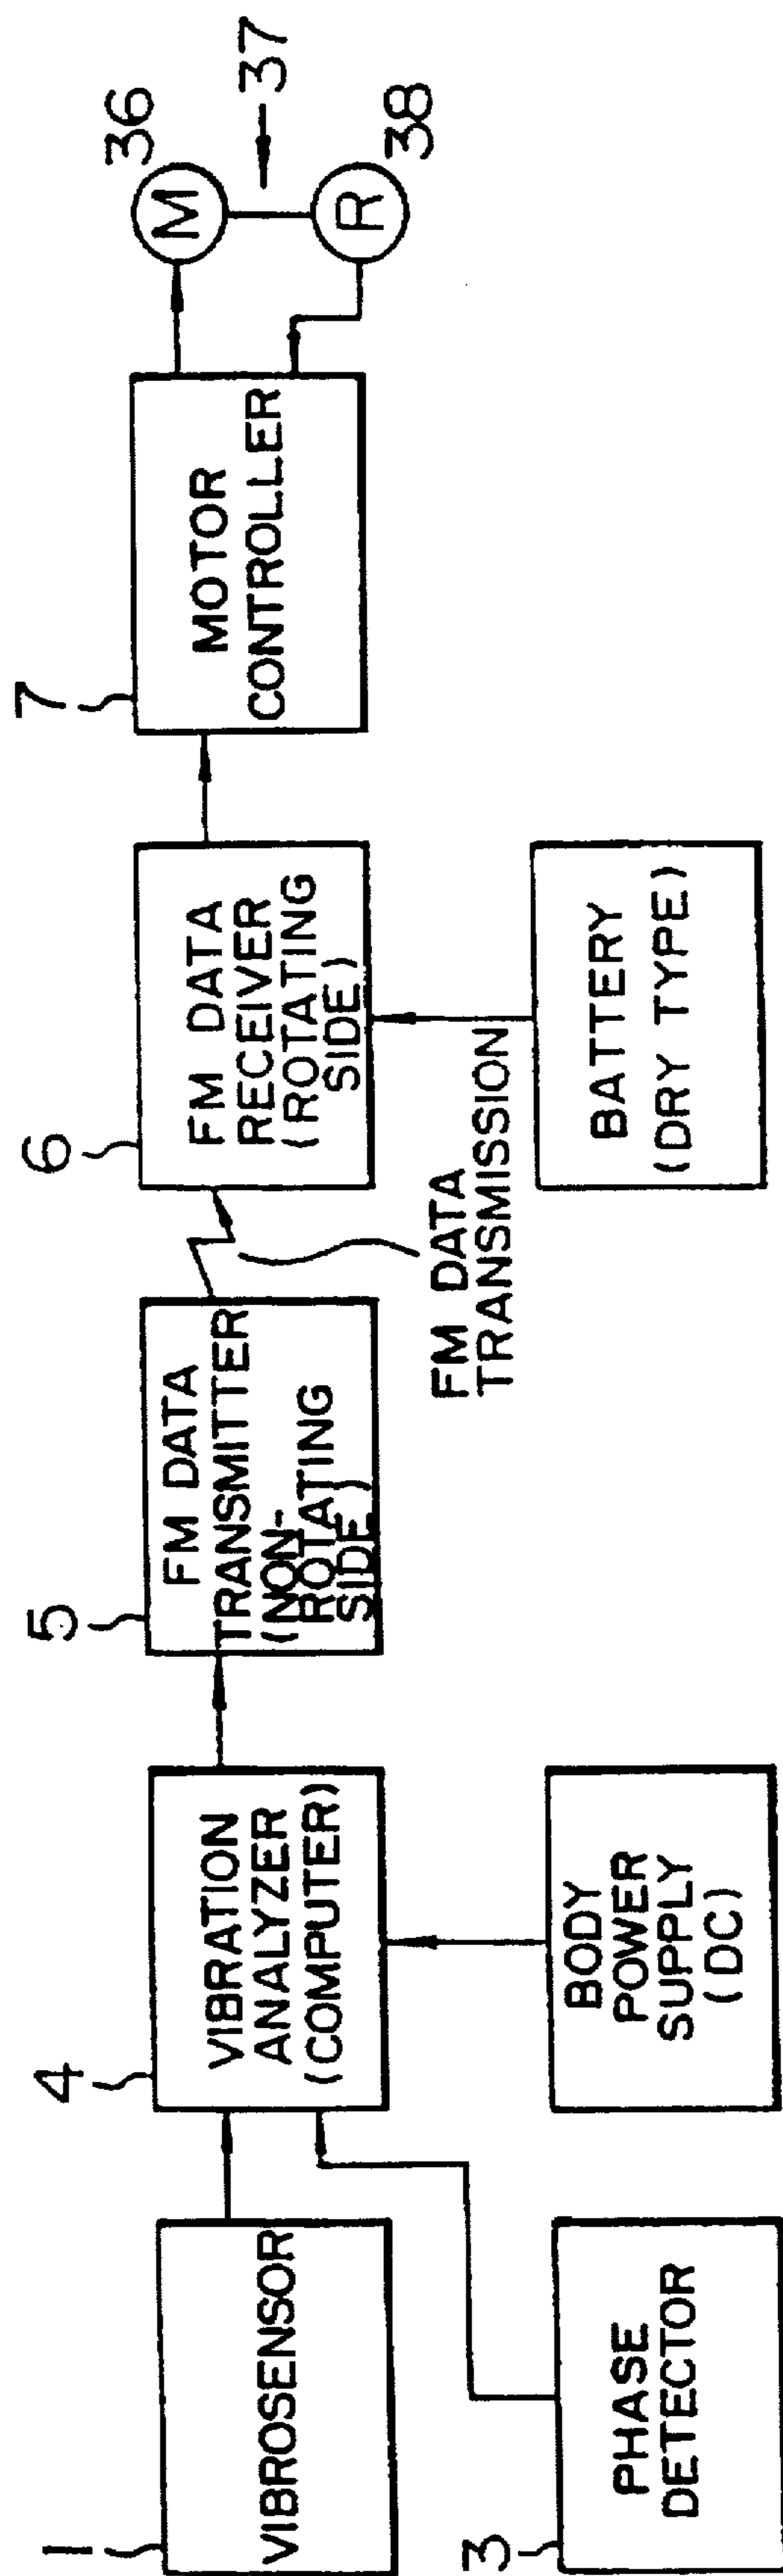 1
VIBROSENSOR
3
PHASE
DETECTOR
4
VIBRATION
ANALYZER
(COMPUTER)
BODY
POWER
SUPPLY
(DC)
5
FM DATA
TRANSMITTER
(NON-
ROTATING
SIDE)
FM DATA
TRANSMISSION
6
FM DATA
RECEIVER
(ROTATING
SIDE)
BATTERY
(DRY TYPE)
7
MOTOR
CONTROLLER
M
36
37
R
38